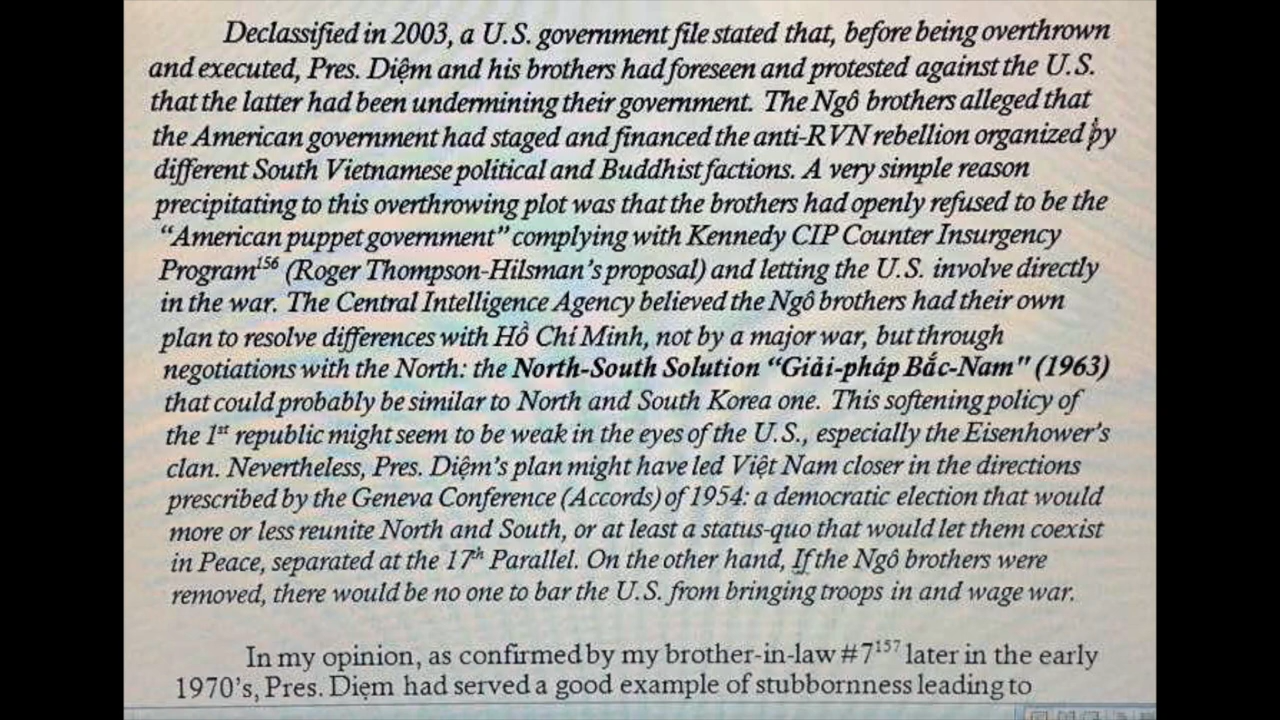 Declassified in 2003, a U.S. government file stated that, before being overthrown
and executed, Pres. Diệm and his brothers had foreseen and protested against the U.S.
that the latter had been undermining their government. The Ngô brothers alleged that
the American government had staged and financed the anti-RVN rebellion organized by
different South Vietnamese political and Buddhist factions. A very simple reason
precipitating to this overthrowing plot was that the brothers had openly refused to be the
“American puppet government” complying with Kennedy CIP Counter Insurgency
Program¹⁵⁶ (Roger Thompson-Hilsman’s proposal) and letting the U.S. involve directly
in the war. The Central Intelligence Agency believed the Ngô brothers had their own
plan to resolve differences with Hồ Chí Minh, not by a major war, but through
negotiations with the North: the North-South Solution “Giải-pháp Bắc-Nam" (1963)
that could probably be similar to North and South Korea one. This softening policy of
the 1ˢᵗ republic might seem to be weak in the eyes of the U.S., especially the Eisenhower’s
clan. Nevertheless, Pres. Diệm’s plan might have led Việt Nam closer in the directions
prescribed by the Geneva Conference (Accords) of 1954: a democratic election that would
more or less reunite North and South, or at least a status-quo that would let them coexist
in Peace, separated at the 17ᵗʰ Parallel. On the other hand, If the Ngô brothers were
removed, there would be no one to bar the U.S. from bringing troops in and wage war.
In my opinion, as confirmed by my brother-in-law #7¹⁵⁷ later in the early
1970’s, Pres. Diệm had served a good example of stubbornness leading to